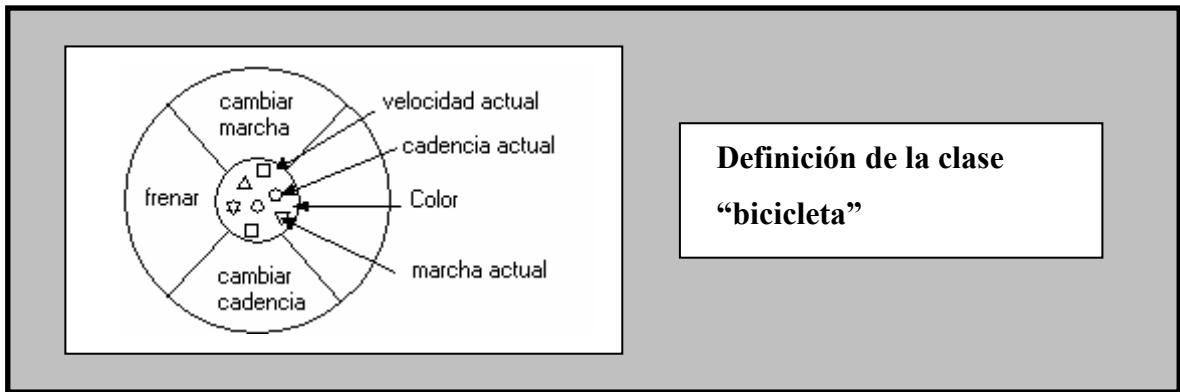 cambiar
marcha
velocidad actual
cadencia actual
frenar
Color
marcha actual
cambiar
cadencia
Definición de la clase
“bicicleta”